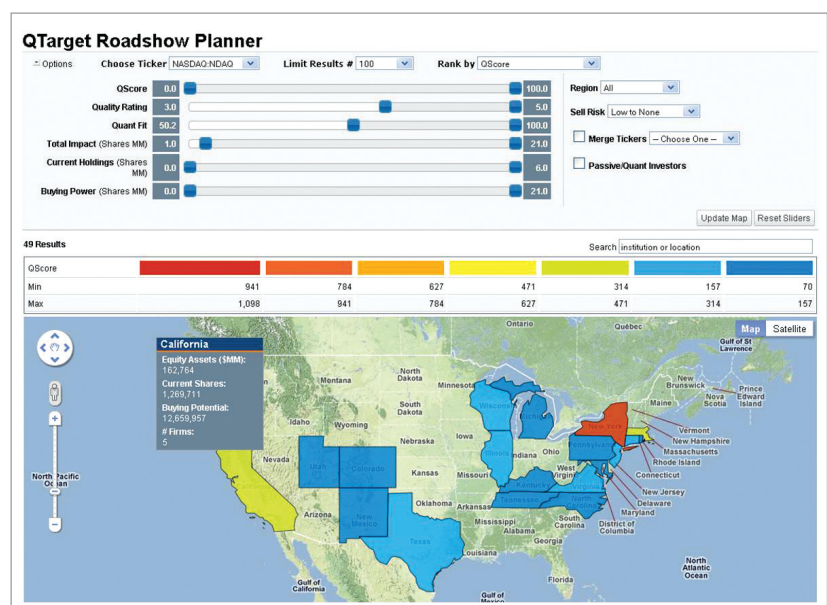 QTarget Roadshow Planner
Options Choose Ticker NASDAQ:NDAQ Limit Results # 100 Rank by QScore
QScore 0.0 100.0 Region All
Quality Rating 3.0 5.0 Sell Risk Low to None
Quant Fit 50.2 100.0
Total Impact (Shares MM) 1.0 21.0 Merge Tickers -- Choose One --
Current Holdings (Shares MM) 0.0 6.0 Passive/Quant Investors
Buying Power (Shares MM) 0.0 21.0
Update Map Reset Sliders
49 Results Search institution or location
QScore
Min 941 784 627 471 314 157 70
Max 1,098 941 784 627 471 314 157
Map Satellite
Ontario
Québec
Gulf of St
Lawrence
California
Equity Assets ($MM):
162,764
Current Shares:
1,269,711
Buying Potential:
12,659,957
# Firms:
5
Montana
North
Dakota
Minnesota
New
Brunswick
Prince
Edward
Island
Nova
Scotia
Maine
South
Dakota
Wisconsin
Michigan
Idaho
Wyoming
New York
Vermont
New Hampshire
Massachusetts
Rhode Island
Connecticut
New Jersey
Delaware
Maryland
District of
Columbia
Iowa
Nebraska
Pennsylvania
Nevada
Utah
Colorado
Kansas
Missouri
Illinois
Indiana
Ohio
West
Virginia
Virginia
Kentucky
North Pacific
Ocean
Arizona
New
Mexico
Oklahoma
Arkansas
Tennessee
North
Carolina
Mississippi
South
Carolina
Alabama
Georgia
Texas
Louisiana
North
Atlantic
Ocean
Florida
Gulf of
California
Gulf of
Mexico